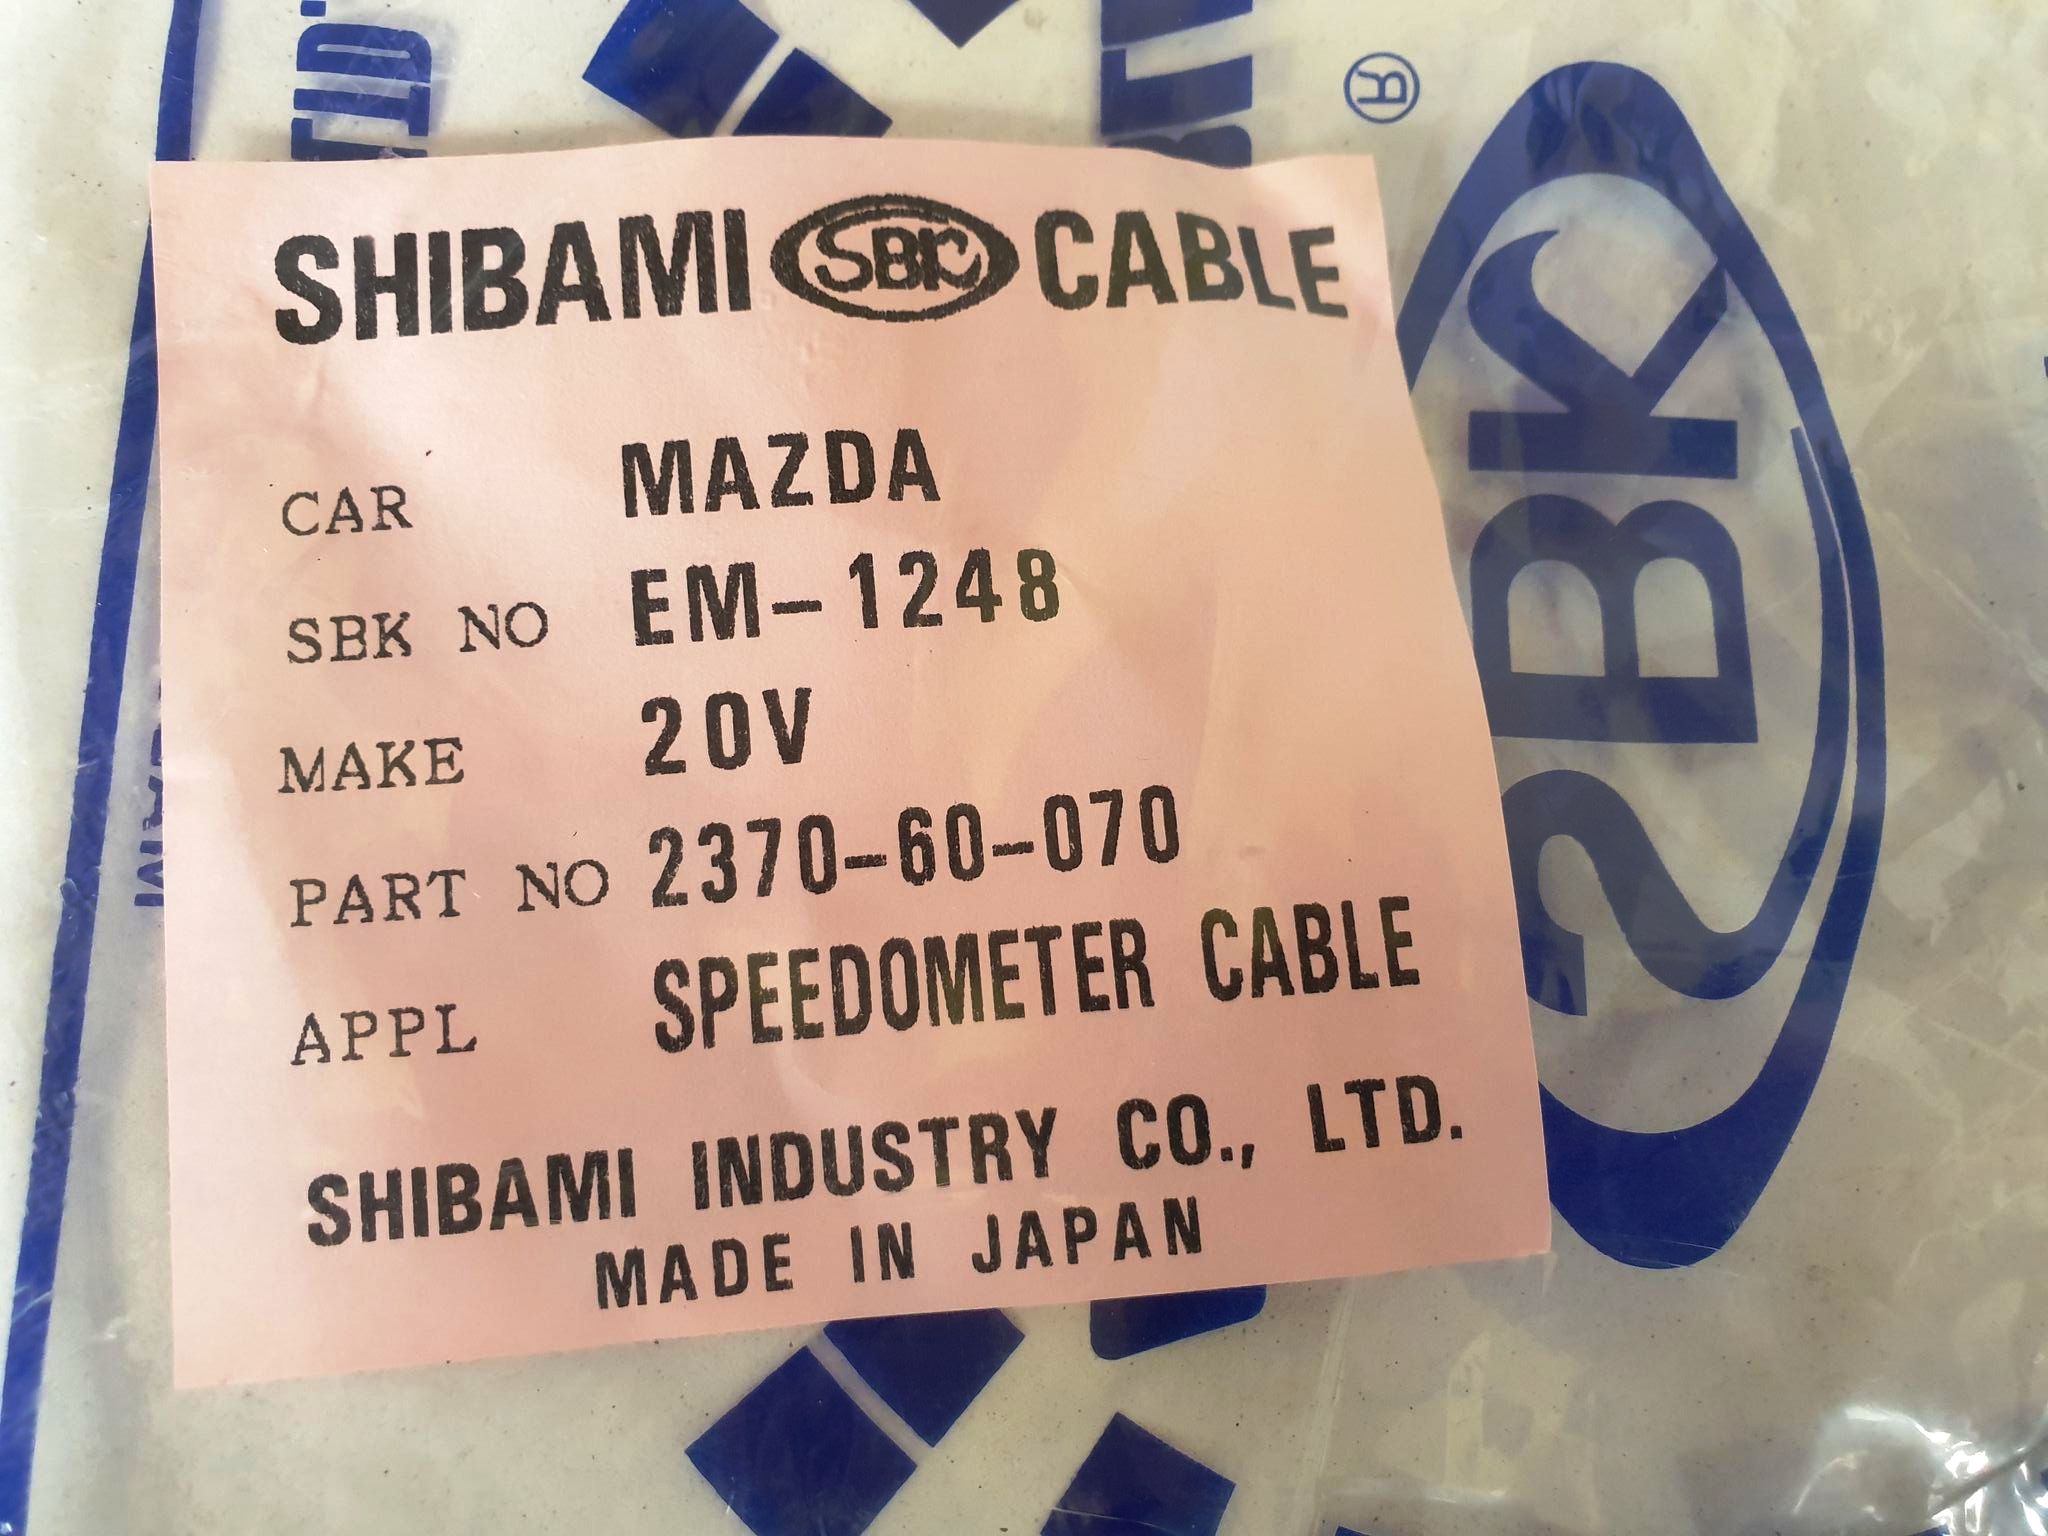 SHIBAMI SBK CABLE
CAR MAZDA
SBK NO EM-1248
MAKE 20V
PART NO 2370-60-070
APPL SPEEDOMETER CABLE
SHIBAMI INDUSTRY CO., LTD.
MADE IN JAPAN
SBK®